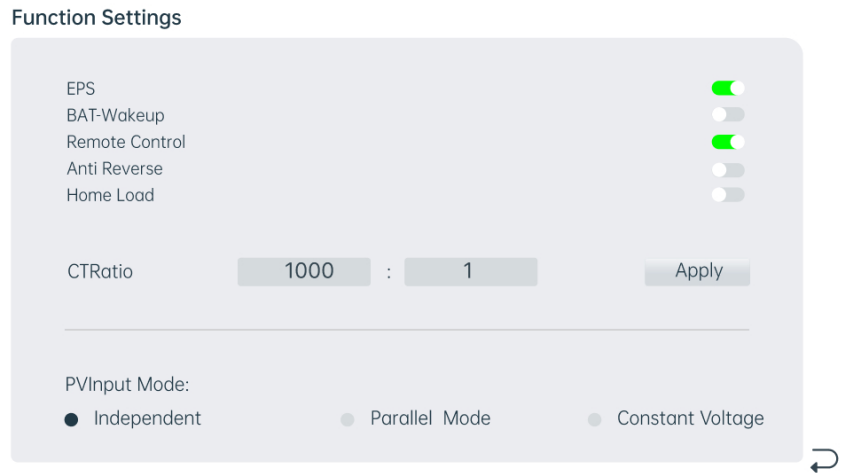 Function Settings
EPS
BAT-Wakeup
Remote Control
Anti Reverse
Home Load
CTRatio 1000 : 1 Apply
PVInput Mode:
Independent Parallel Mode Constant Voltage